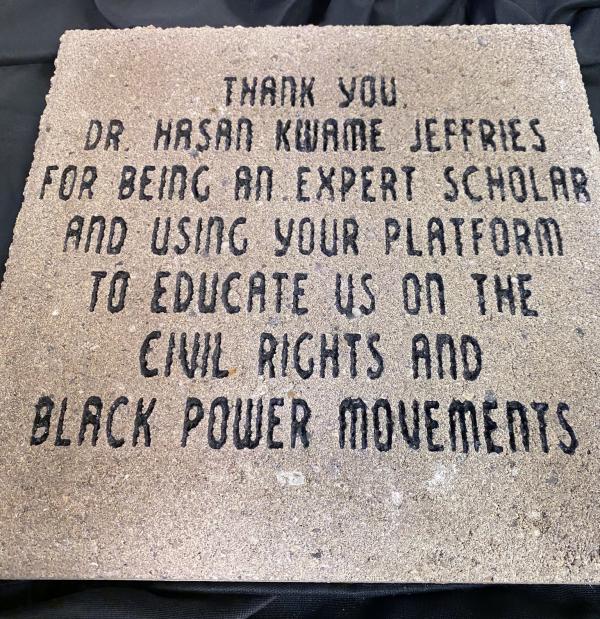 THANK YOU,
DR. HASAN KWAME JEFFRIES
FOR BEING AN EXPERT SCHOLAR
AND USING YOUR PLATFORM
TO EDUCATE US ON THE
CIVIL RIGHTS AND
BLACK POWER MOVEMENTS.